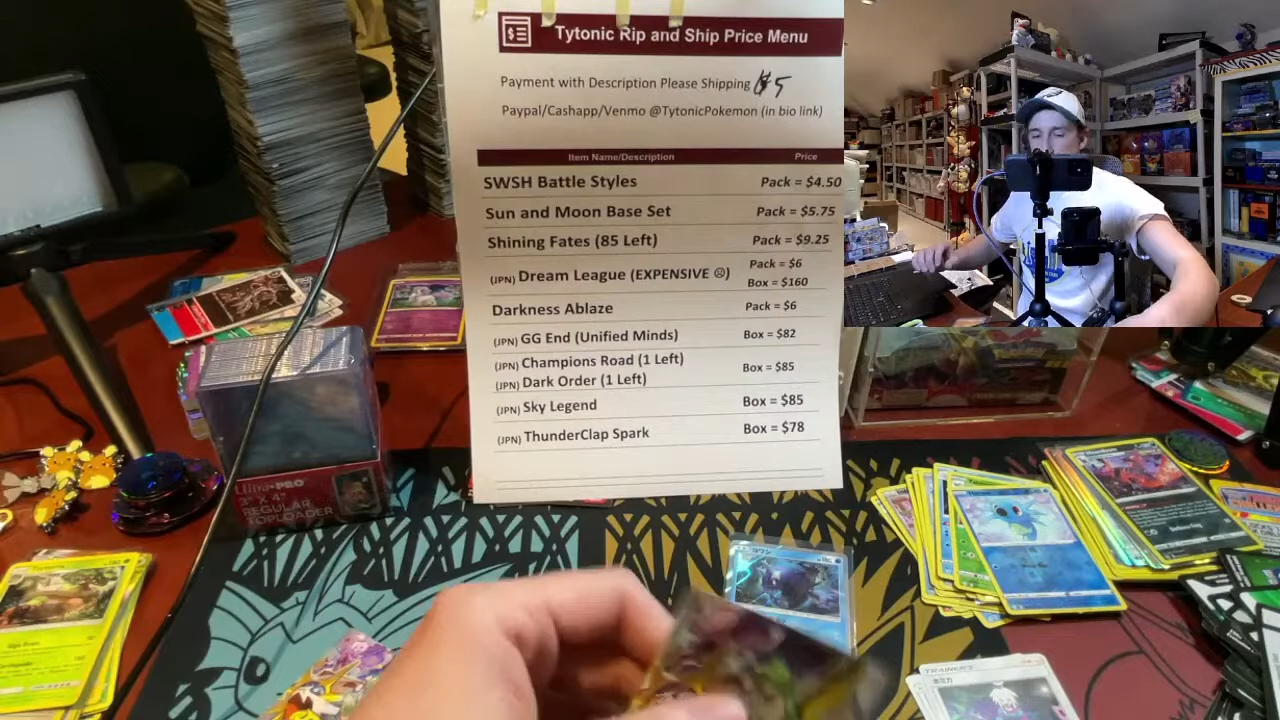 Tytonic Rip and Ship Price Menu
Payment with Description Please Shipping $5
Paypal/Cashapp/Venmo @TytonicPokemon (in bio link)
Item Name/Description Price
SWSH Battle Styles Pack = $4.50
Sun and Moon Base Set Pack = $5.75
Shining Fates (85 Left) Pack = $9.25
(JPN) Dream League (EXPENSIVE ☹) Pack = $6
Box = $160
Darkness Ablaze Pack = $6
(JPN) GG End (Unified Minds) Box = $82
(JPN) Champions Road (1 Left)
(JPN) Dark Order (1 Left) Box = $85
(JPN) Sky Legend Box = $85
(JPN) ThunderClap Spark Box = $78
Ultra PRO
3" X 4"
REGULAR
TOPLOADER
TRAINERS